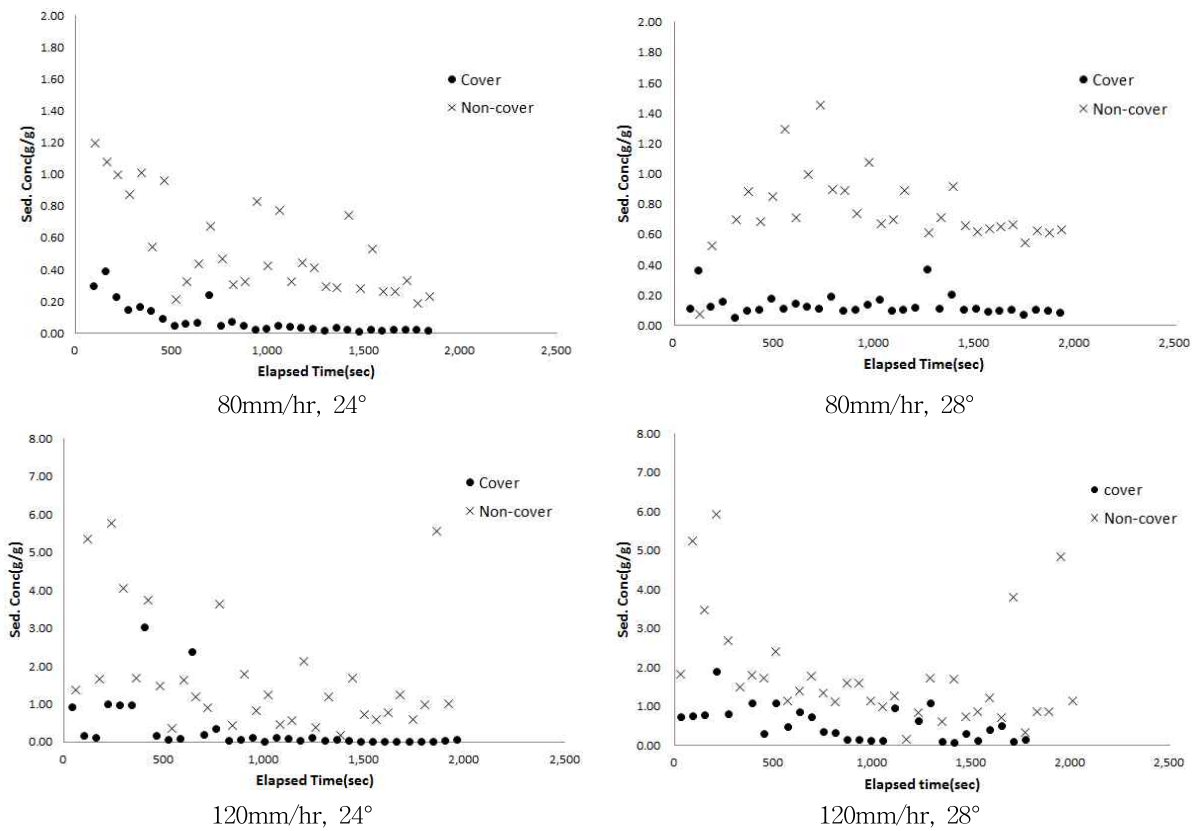 2.00
1.80
1.60
1.40
1.20
1.00
0.80
0.60
0.40
0.20
0.00
Sed. Conc(g/g)
Cover
Non-cover
0 500 1,000 1,500 2,000 2,500
Elapsed Time(sec)
80mm/hr, 24°
2.00
1.80
1.60
1.40
1.20
1.00
0.80
0.60
0.40
0.20
0.00
Sed. Conc(g/g)
Cover
Non-cover
0 500 1,000 1,500 2,000 2,500
Elapsed Time(sec)
80mm/hr, 28°
8.00
7.00
6.00
5.00
4.00
3.00
2.00
1.00
0.00
Sed. Conc(g/g)
Cover
Non-cover
0 500 1,000 1,500 2,000 2,500
Elapsed Time(sec)
120mm/hr, 24°
8.00
7.00
6.00
5.00
4.00
3.00
2.00
1.00
0.00
Sed. Conc(g/g)
cover
Non-cover
0 500 1,000 1,500 2,000 2,500
Elapsed time(sec)
120mm/hr, 28°